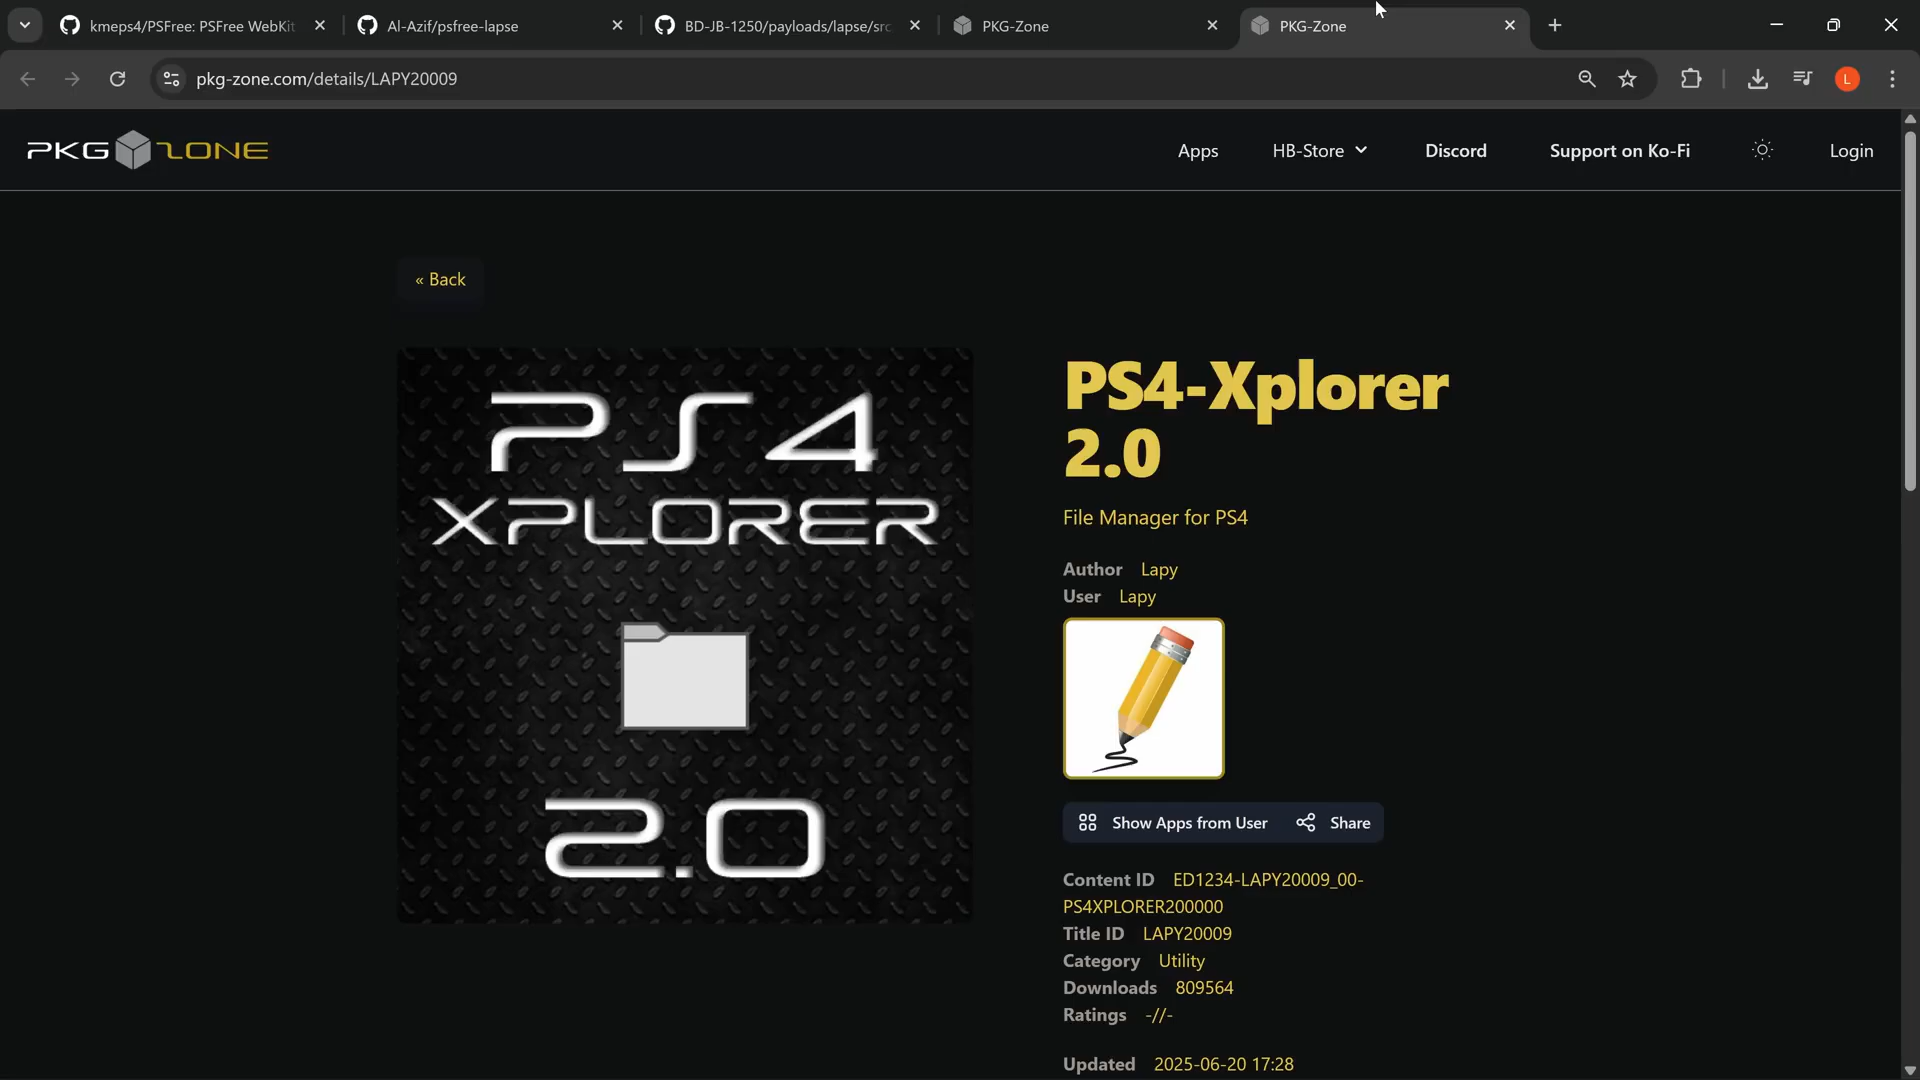 kmeps4/PSFree: PSFree WebKit
Al-Azif/psfree-lapse
BD-JB-1250/payloads/lapse/src
PKG-Zone
PKG-Zone
pkg-zone.com/details/LAPY20009
L
PKG ZONE
Apps
HB-Store
Discord
Support on Ko-Fi
Login
« Back
PS4
XPLORER
2.0
PS4-Xplorer
2.0
File Manager for PS4
Author Lapy
User Lapy
Show Apps from User
Share
Content ID ED1234-LAPY20009_00-
PS4XPLORER200000
Title ID LAPY20009
Category Utility
Downloads 809564
Ratings -//-
Updated 2025-06-20 17:28